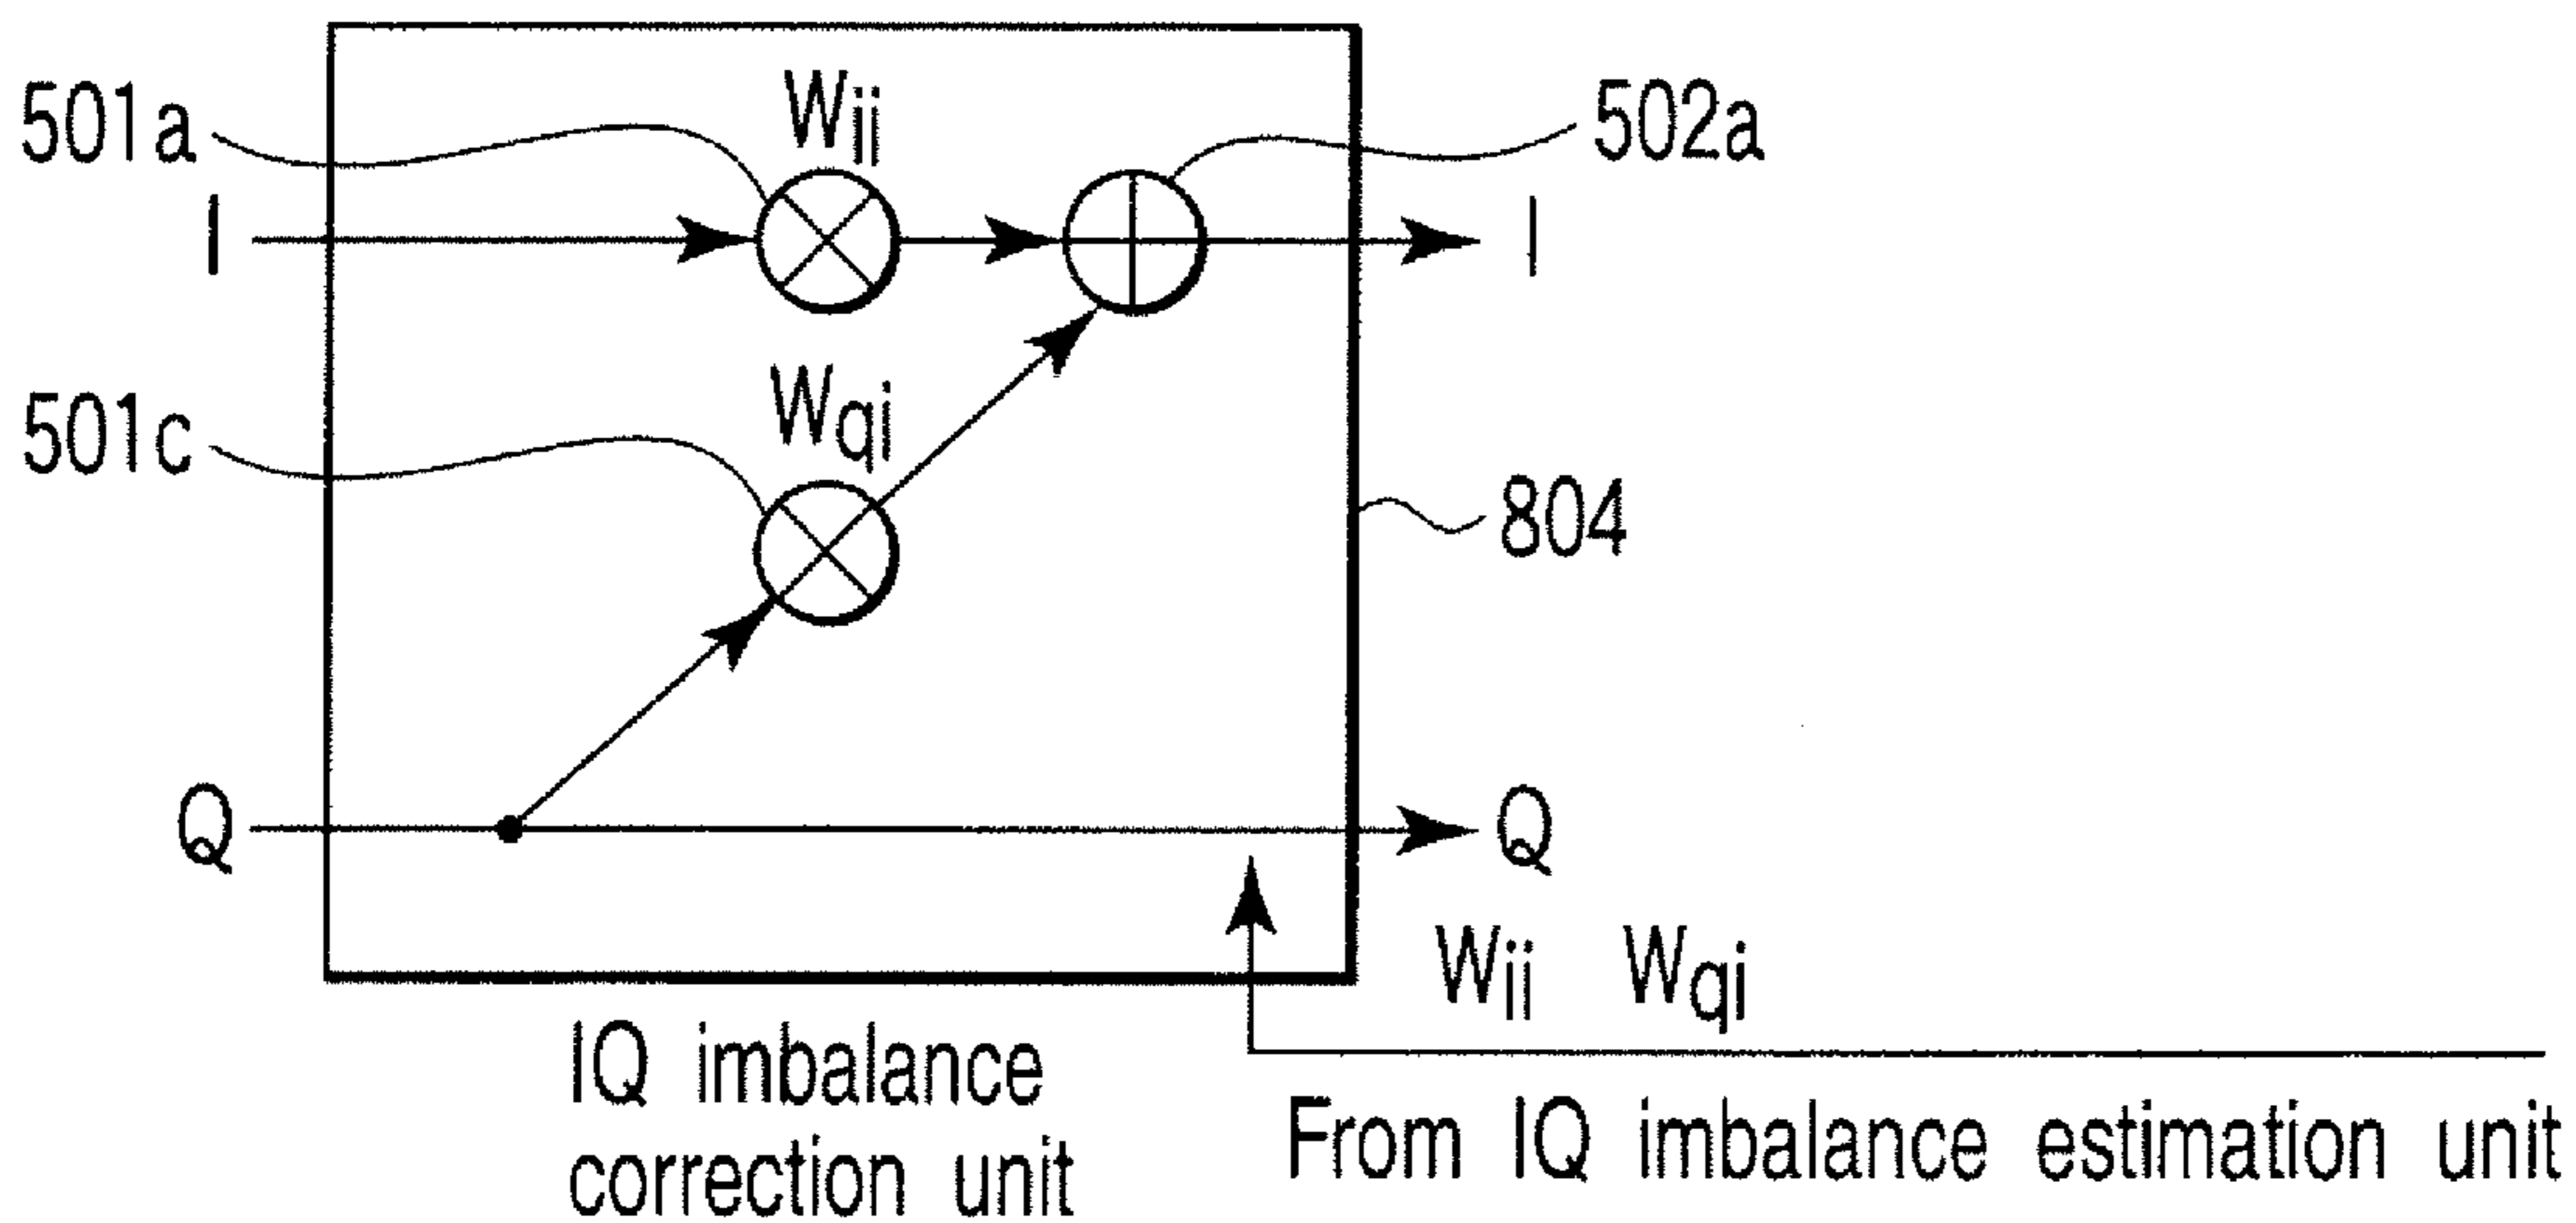 501a
Wii
502a
I
I
501c
Wqi
804
Q
Q
Wii Wqi
IQ imbalance
correction unit
From IQ imbalance estimation unit